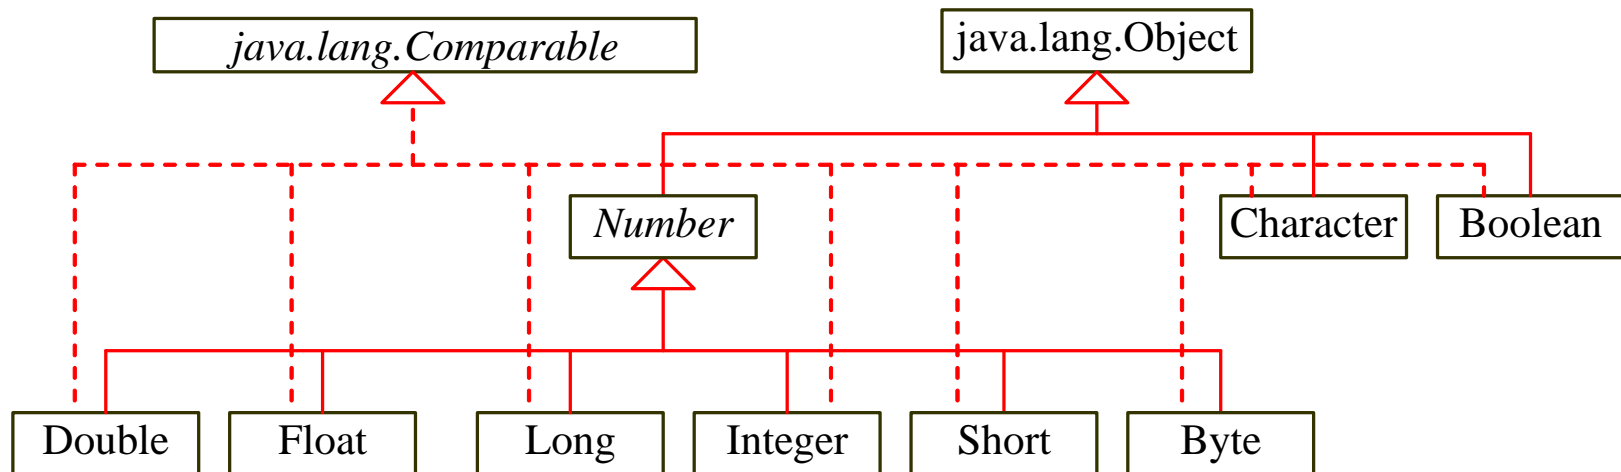 java.lang.Comparable
java.lang.Object
Number
Character
Boolean
Double
Float
Long
Integer
Short
Byte